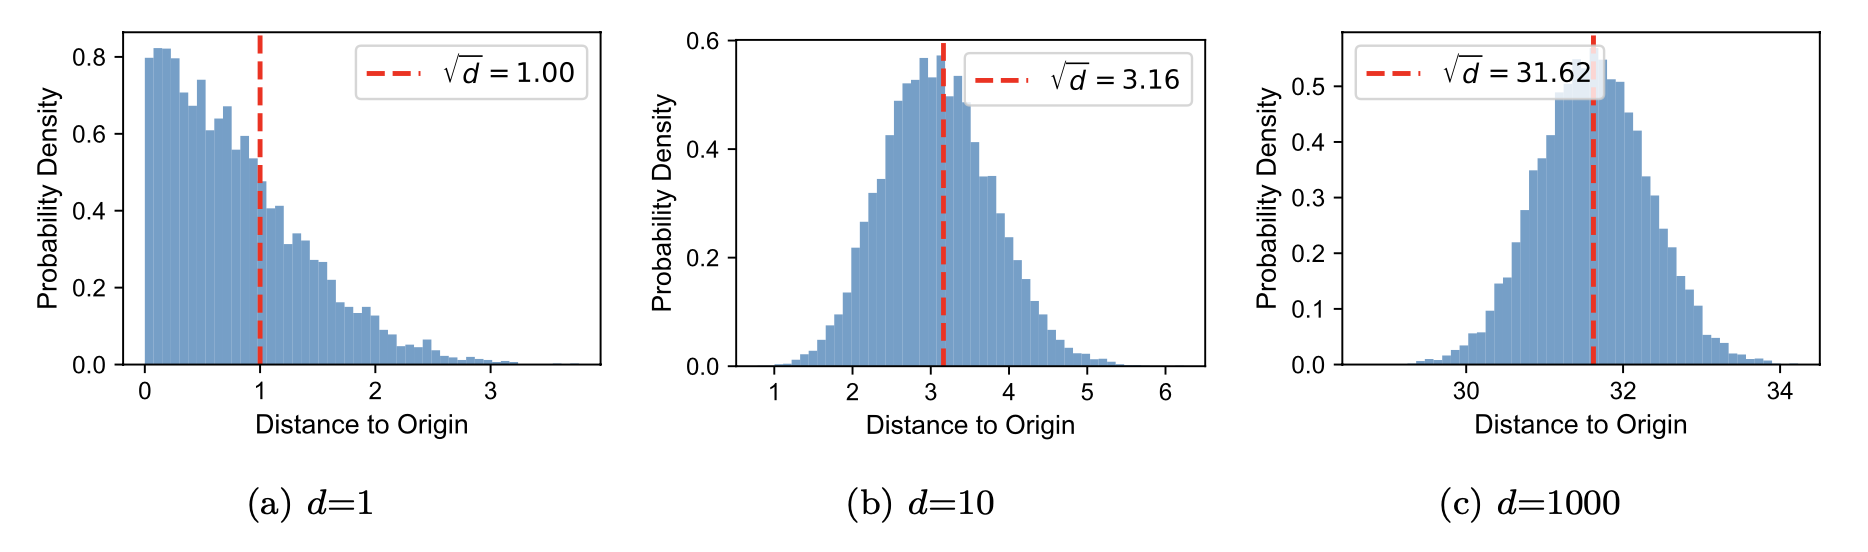 0.8
0.6
0.4
0.2
0.0
Probability Density
√d = 1.00
0 1 2 3
Distance to Origin
(a) d=1
0.6
0.4
0.2
0.0
Probability Density
√d = 3.16
1 2 3 4 5 6
Distance to Origin
(b) d=10
0.5
0.4
0.3
0.2
0.1
0.0
Probability Density
√d = 31.62
30 32 34
Distance to Origin
(c) d=1000